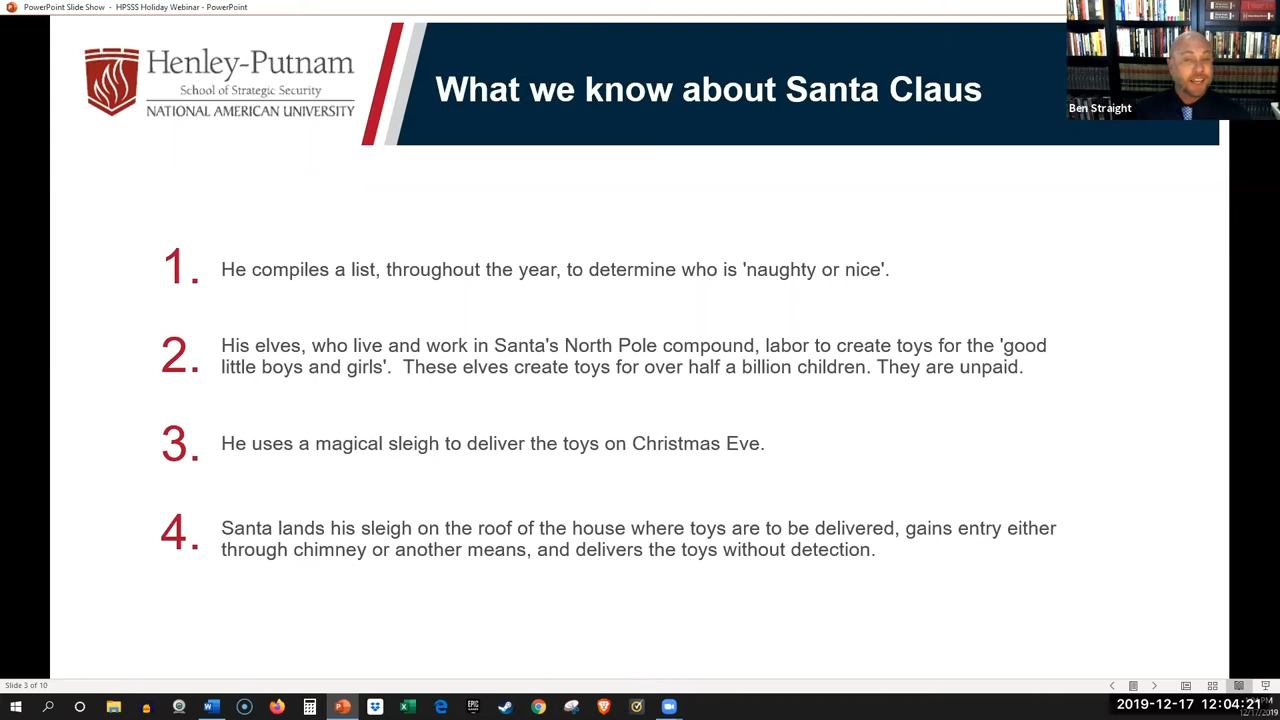 PowerPoint Slide Show - HPSSS Holiday Webinar - PowerPoint
Henley-Putnam
School of Strategic Security
NATIONAL AMERICAN UNIVERSITY
What we know about Santa Claus
Ben Straight
1. He compiles a list, throughout the year, to determine who is 'naughty or nice'.
2. His elves, who live and work in Santa's North Pole compound, labor to create toys for the 'good
little boys and girls'. These elves create toys for over half a billion children. They are unpaid.
3. He uses a magical sleigh to deliver the toys on Christmas Eve.
4. Santa lands his sleigh on the roof of the house where toys are to be delivered, gains entry either
through chimney or another means, and delivers the toys without detection.
Slide 3 of 10
EPIC
2019-12-17 12:04:21
12/17/2019